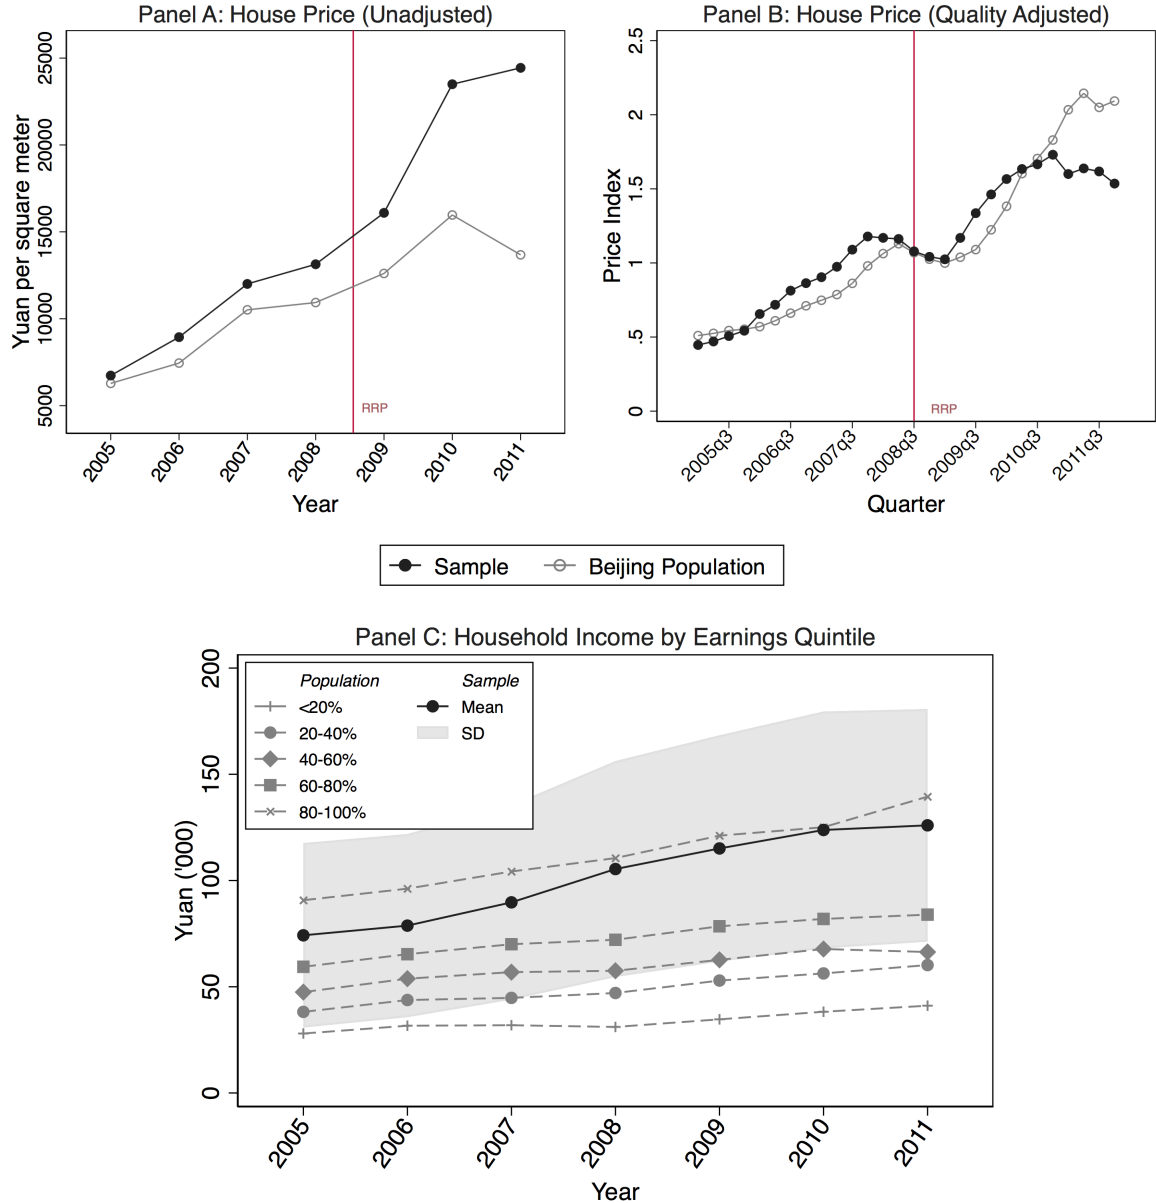 Panel A: House Price (Unadjusted)
Yuan per square meter
25000
20000
15000
10000
5000
RRP
2005
2006
2007
2008
2009
2010
2011
Year
Panel B: House Price (Quality Adjusted)
Price Index
2.5
2
1.5
1
.5
0
RRP
2005q3
2006q3
2007q3
2008q3
2009q3
2010q3
2011q3
Quarter
Sample
Beijing Population
Panel C: Household Income by Earnings Quintile
Yuan ('000)
200
150
100
50
0
Population
<20%
20-40%
40-60%
60-80%
80-100%
Sample
Mean
SD
2005
2006
2007
2008
2009
2010
2011
Year